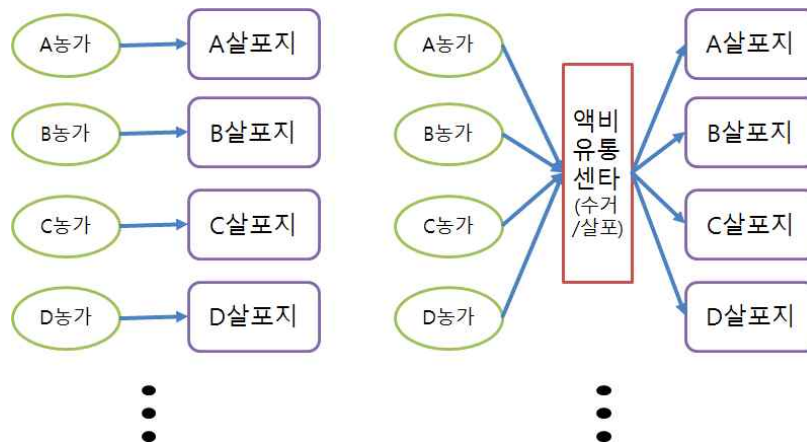 A농가
A살포지
B농가
B살포지
C농가
C살포지
D농가
D살포지
A농가
B농가
C농가
D농가
액비
유통
센타
(수거
/살포)
A살포지
B살포지
C살포지
D살포지